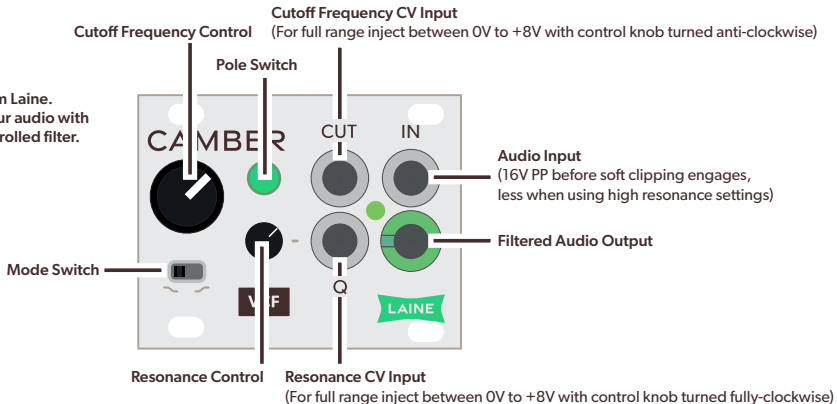 Cutoff Frequency CV Input
Cutoff Frequency Control
(For full range inject between 0V to +8V with control knob turned anti-clockwise)
Pole Switch
Laine.
ur audio with
rolled filter.
CAMBER
CUT
IN
Audio Input
(16V PP before soft clipping engages,
less when using high resonance settings)
Filtered Audio Output
Mode Switch
Q
VCF
LAINE
Resonance Control
Resonance CV Input
(For full range inject between 0V to +8V with control knob turned fully-clockwise)